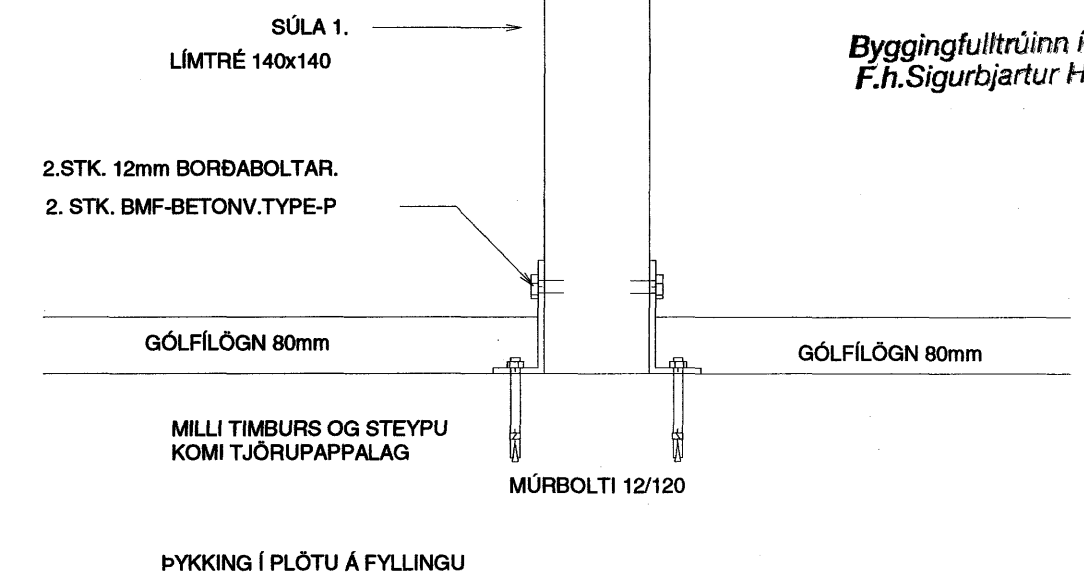 SÚLA 1.
LÍMTRÉ 140x140
Byggingfulltrúinn
F.h.Sigurbjartur
2.STK. 12mm BORÐABOLTAR.
2. STK. BMF-BETONV.TYPE-P
GÓLFÍLÖGN 80mm
GÓLFÍLÖGN 80mm
MILLI TIMBURS OG STEYPU
KOMI TJÖRUPAPPALAG
MÚRBOLTI 12/120
ÞYKKING Í PLÖTU Á FYLLINGU